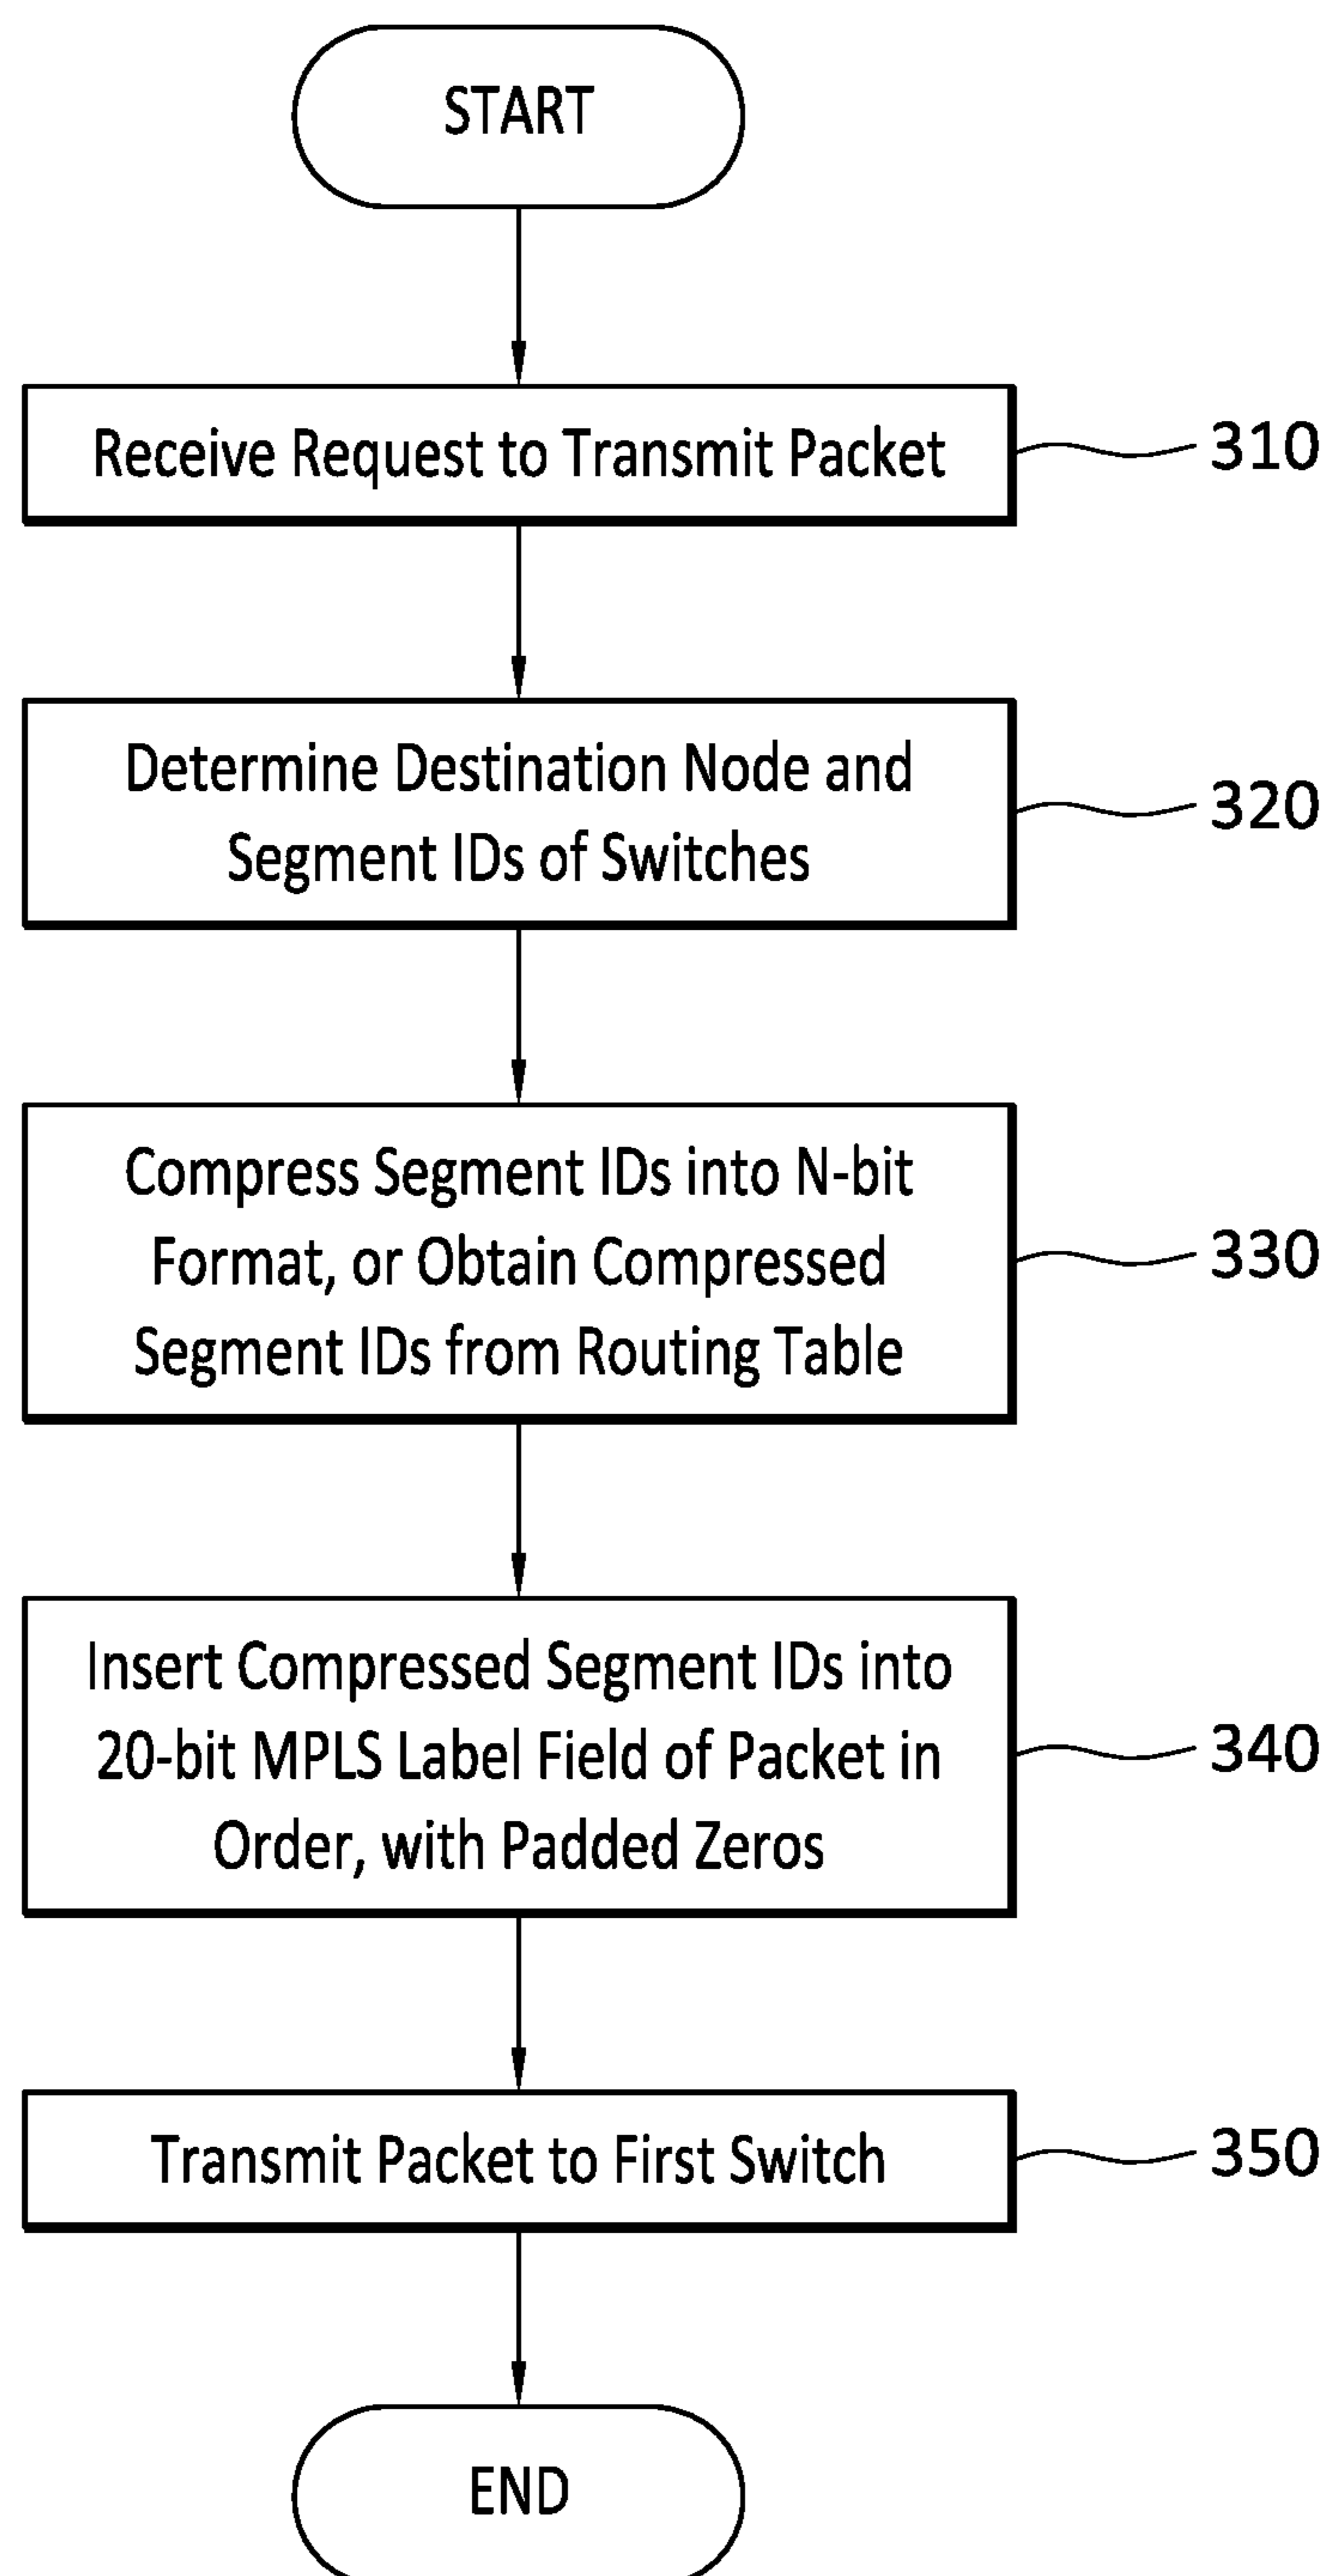 START
Receive Request to Transmit Packet
310
Determine Destination Node and
Segment IDs of Switches
320
Compress Segment IDs into N-bit
Format, or Obtain Compressed
Segment IDs from Routing Table
330
Insert Compressed Segment IDs into
20-bit MPLS Label Field of Packet in
Order, with Padded Zeros
340
Transmit Packet to First Switch
350
END